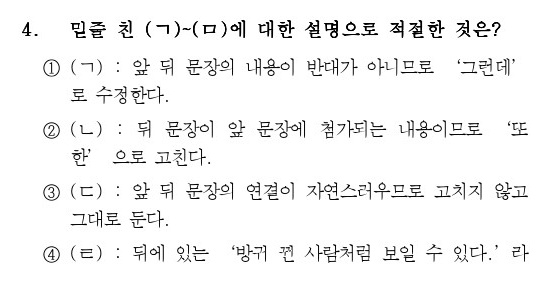 4. 밑줄 친 (ㄱ)~(ㅁ)에 대한 설명으로 적절한 것은?
① (ㄱ) : 앞 뒤 문장의 내용이 반대가 아니므로 ‘그런데’
로 수정한다.
② (ㄴ) : 뒤 문장이 앞 문장에 첨가되는 내용이므로 ‘또
한’ 으로 고친다.
③ (ㄷ) : 앞 뒤 문장의 연결이 자연스러우므로 고치지 않고
그대로 둔다.
④ (ㄹ) : 뒤에 있는 ‘방귀 뀐 사람처럼 보일 수 있다.’ 라